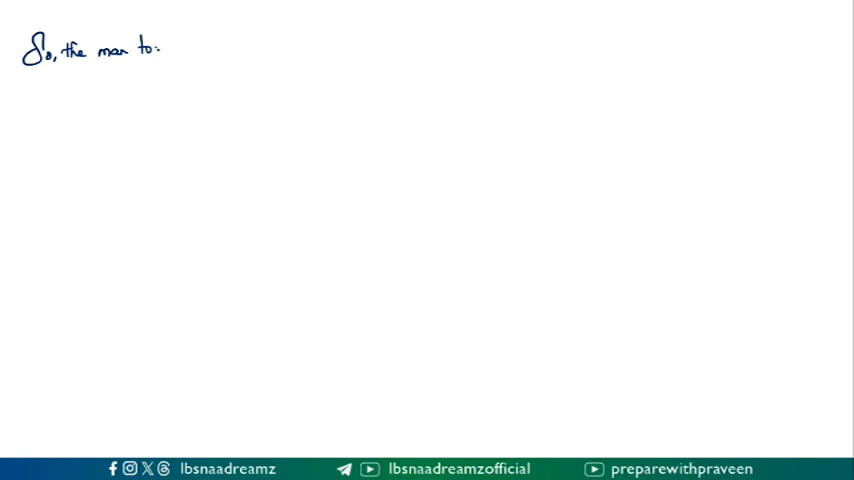 So, the man to
lbsnaadreamz lbsnaadreamzofficial preparewithpraveen